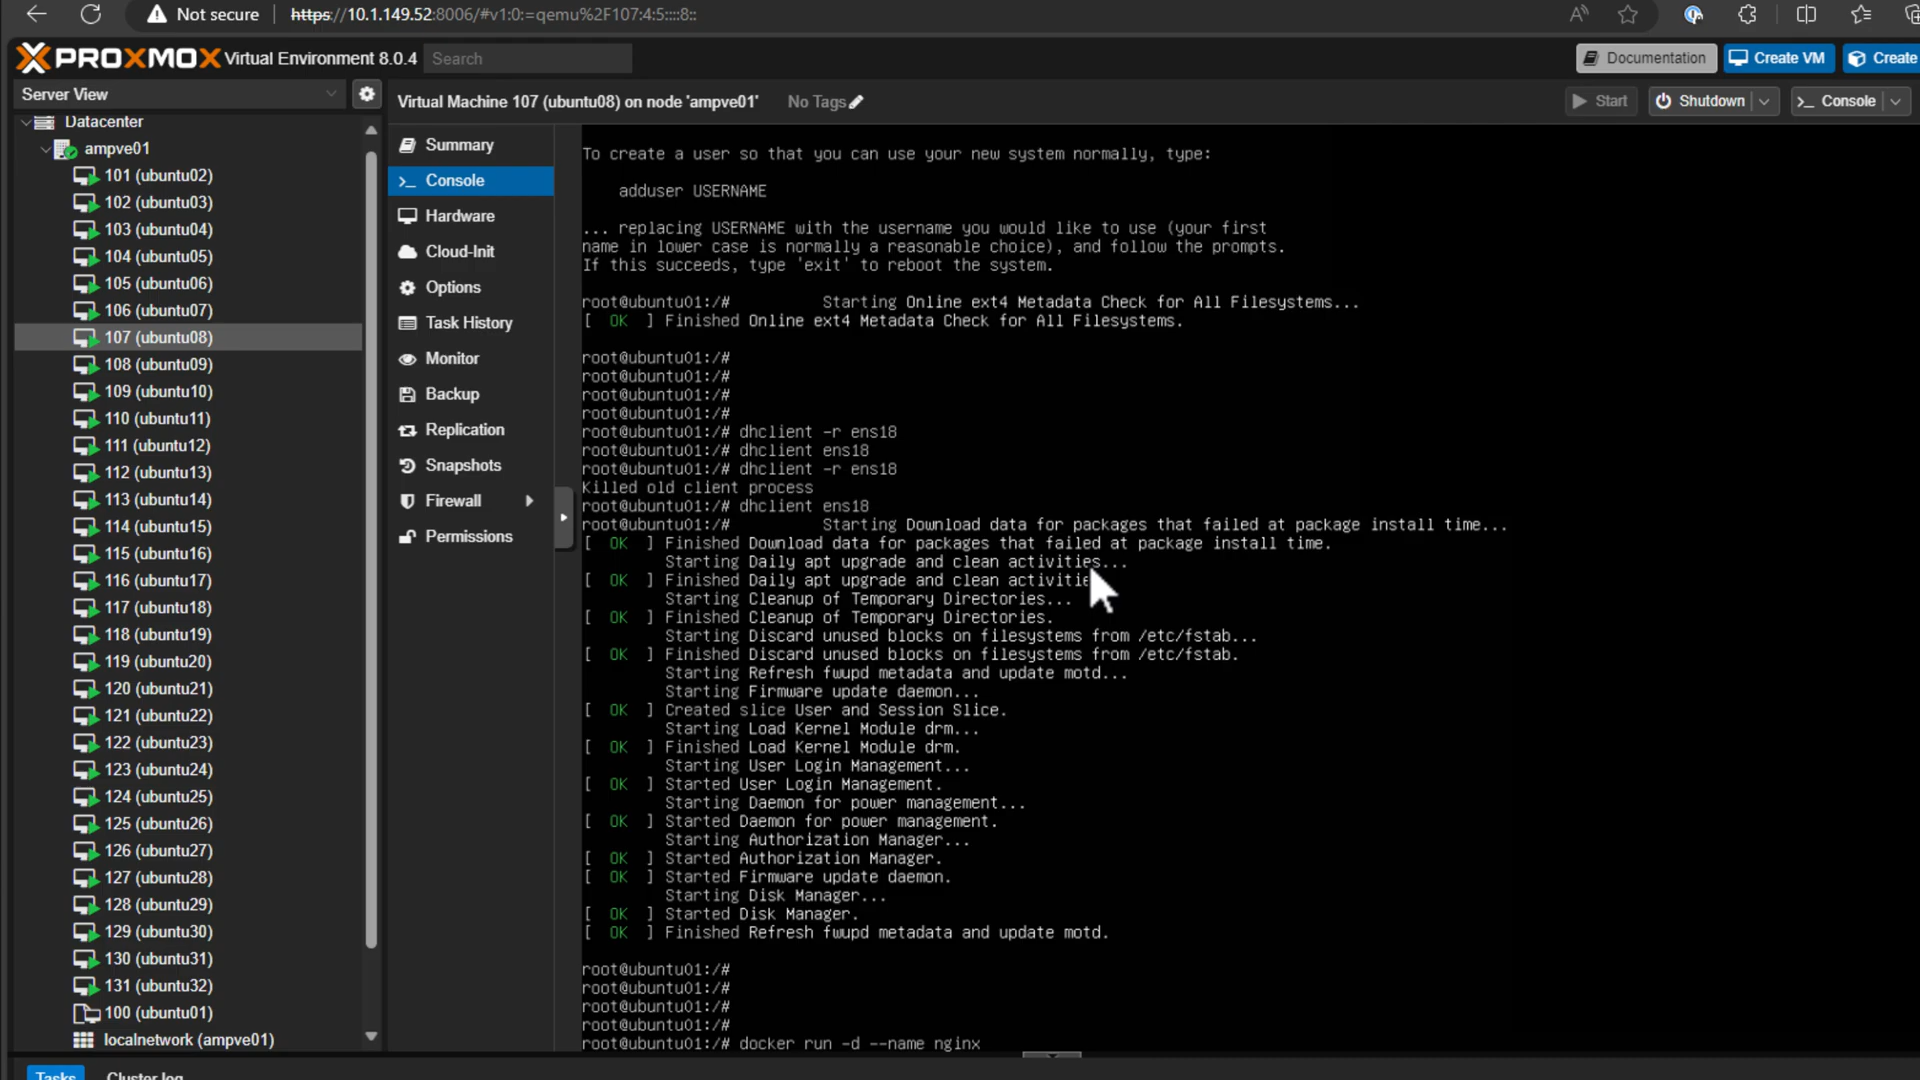 Not secure https://10.1.149.52:8006/#v1:0:=qemu%2F107:4:5::::8::
PROXMOX Virtual Environment 8.0.4 Search Documentation Create VM Create
Server View
Virtual Machine 107 (ubuntu08) on node 'ampve01' No Tags Start Shutdown Console
Datacenter
ampve01
101 (ubuntu02)
102 (ubuntu03)
103 (ubuntu04)
104 (ubuntu05)
105 (ubuntu06)
106 (ubuntu07)
107 (ubuntu08)
108 (ubuntu09)
109 (ubuntu10)
110 (ubuntu11)
111 (ubuntu12)
112 (ubuntu13)
113 (ubuntu14)
114 (ubuntu15)
115 (ubuntu16)
116 (ubuntu17)
117 (ubuntu18)
118 (ubuntu19)
119 (ubuntu20)
120 (ubuntu21)
121 (ubuntu22)
122 (ubuntu23)
123 (ubuntu24)
124 (ubuntu25)
125 (ubuntu26)
126 (ubuntu27)
127 (ubuntu28)
128 (ubuntu29)
129 (ubuntu30)
130 (ubuntu31)
131 (ubuntu32)
100 (ubuntu01)
localnetwork (ampve01)
Summary
Console
Hardware
Cloud-Init
Options
Task History
Monitor
Backup
Replication
Snapshots
Firewall
Permissions
To create a user so that you can use your new system normally, type:
adduser USERNAME
... replacing USERNAME with the username you would like to use (your first
name in lower case is normally a reasonable choice), and follow the prompts.
If this succeeds, type 'exit' to reboot the system.
root@ubuntu01:/# Starting Online ext4 Metadata Check for All Filesystems...
[ OK ] Finished Online ext4 Metadata Check for All Filesystems.
root@ubuntu01:/#
root@ubuntu01:/#
root@ubuntu01:/#
root@ubuntu01:/#
root@ubuntu01:/# dhclient -r ens18
root@ubuntu01:/# dhclient ens18
root@ubuntu01:/# dhclient -r ens18
Killed old client process
root@ubuntu01:/# dhclient ens18
root@ubuntu01:/# Starting Download data for packages that failed at package install time...
[ OK ] Finished Download data for packages that failed at package install time.
Starting Daily apt upgrade and clean activities...
[ OK ] Finished Daily apt upgrade and clean activitie
Starting Cleanup of Temporary Directories...
[ OK ] Finished Cleanup of Temporary Directories.
Starting Discard unused blocks on filesystems from /etc/fstab...
[ OK ] Finished Discard unused blocks on filesystems from /etc/fstab.
Starting Refresh fwupd metadata and update motd...
Starting Firmware update daemon...
[ OK ] Created slice User and Session Slice.
Starting Load Kernel Module drm...
[ OK ] Finished Load Kernel Module drm.
Starting User Login Management...
[ OK ] Started User Login Management.
Starting Daemon for power management...
[ OK ] Started Daemon for power management.
Starting Authorization Manager...
[ OK ] Started Authorization Manager.
[ OK ] Started Firmware update daemon.
Starting Disk Manager...
[ OK ] Started Disk Manager.
[ OK ] Finished Refresh fwupd metadata and update motd.
root@ubuntu01:/#
root@ubuntu01:/#
root@ubuntu01:/#
root@ubuntu01:/#
root@ubuntu01:/# docker run -d --name nginx
Tasks Cluster log